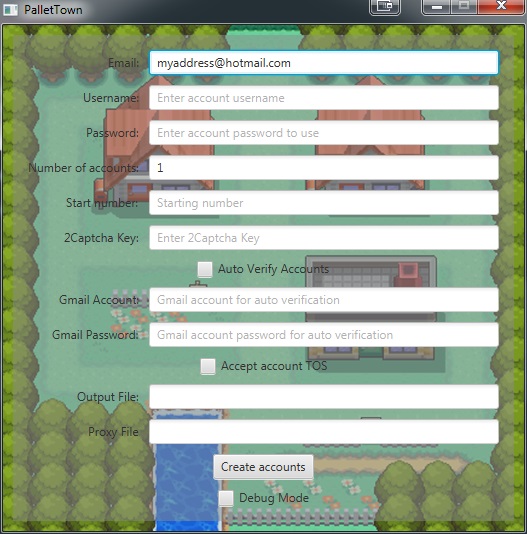 PalletTown
Email: myaddress@hotmail.com
Username: Enter account username
Password: Enter account password to use
Number of accounts: 1
Start number: Starting number
2Captcha Key: Enter 2Captcha Key
Auto Verify Accounts
Gmail Account: Gmail account for auto verification
Gmail Password: Gmail account password for auto verification
Accept account TOS
Output File:
Proxy File
Create accounts
Debug Mode